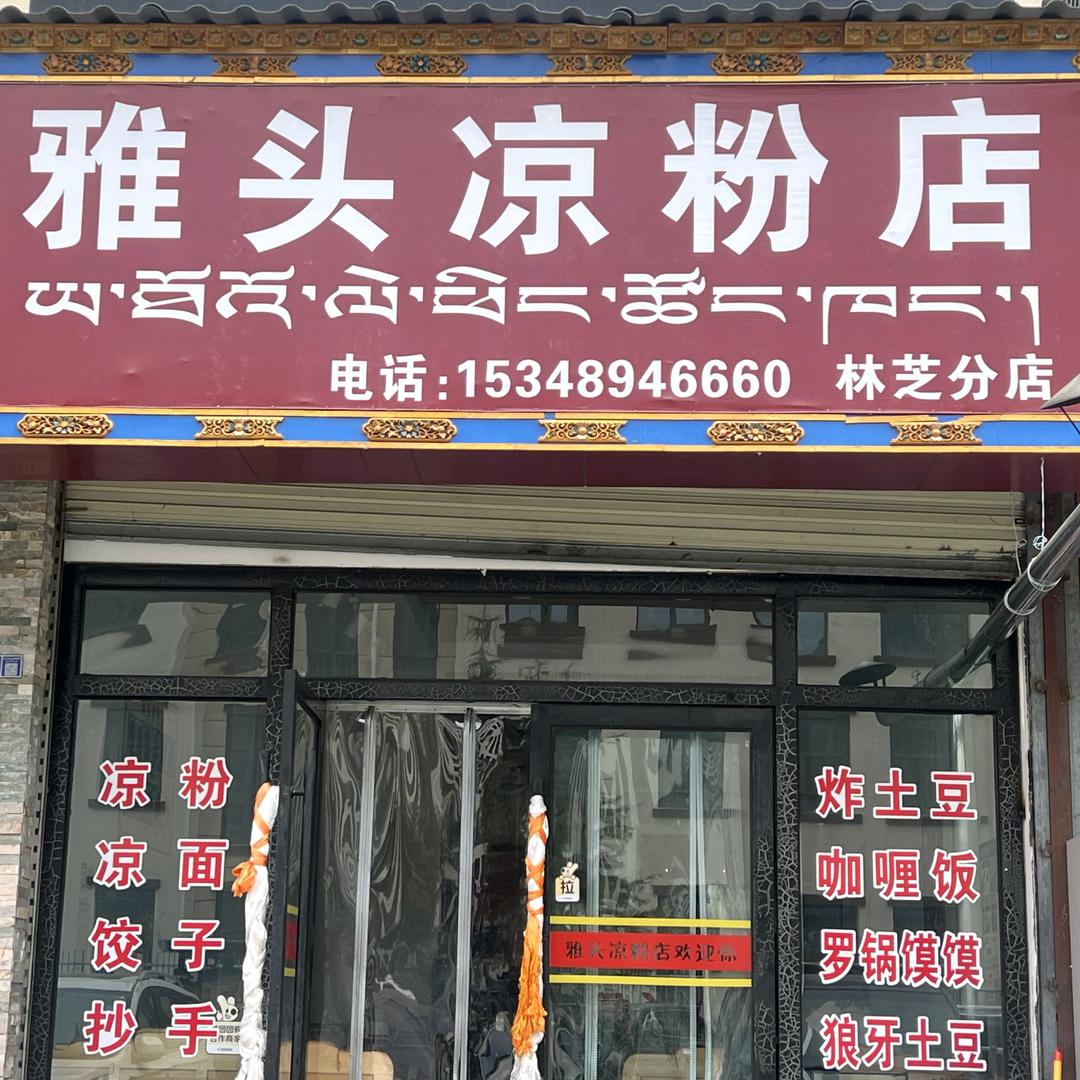 雅头凉粉店
ཡ་ཐོད་ལེ་ཕིང་ཚོང་ཁང་།
电话:15348946660 林芝分店
凉粉
凉面
饺子
抄手
拉
雅头凉粉店欢迎你
炸土豆
咖喱饭
罗锅馍馍
狼牙土豆